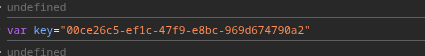 undefined
var key="00ce26c5-ef1c-47f9-e8bc-969d674790a2"
undefined